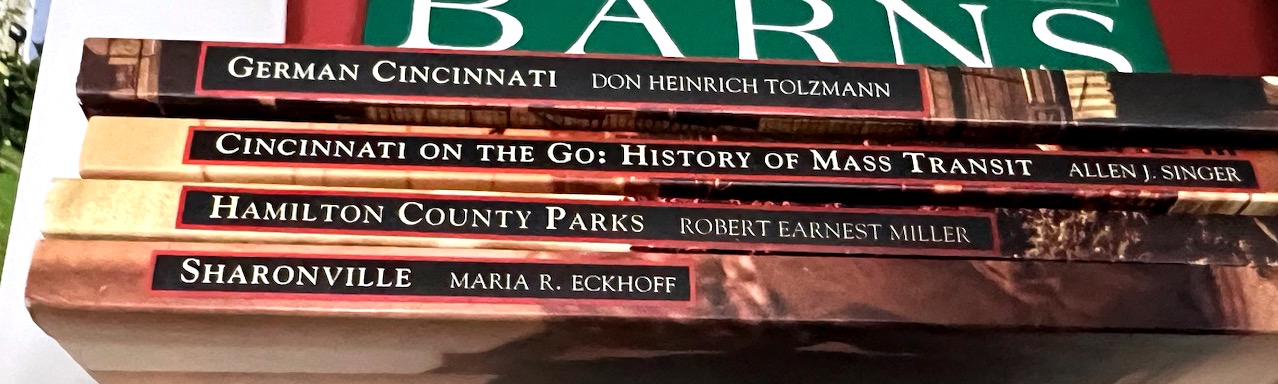 BARNS
GERMAN CINCINNATI DON HEINRICH TOLZMANN
CINCINNATI ON THE GO: HISTORY OF MASS TRANSIT ALLEN J. SINGER
HAMILTON COUNTY PARKS ROBERT EARNEST MILLER
SHARONVILLE MARIA R. ECKHOFF